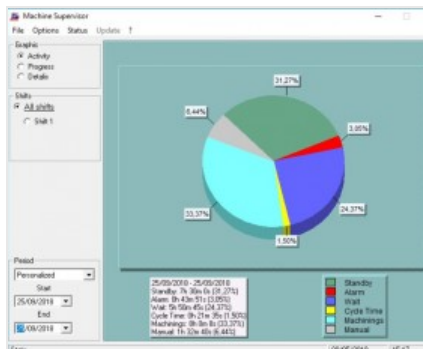 Machine Supervisor
File Options Status Update ?
Graphic
Activity
Progress
Details
Shifts
All shifts
Shift 1
Period
Personalized
Start
25/09/2018
End
/09/2018
31,27%
3,05%
24,37%
1,50%
33,37%
6,44%
25/09/2018 - 25/09/2018
Standby: 7h 30m 0s (31,27%)
Alarm: 0h 43m 51s (3,05%)
Wait: 5h 50m 45s (24,37%)
Cycle Time: 0h 21m 35s (1,50%)
Machinings: 8h 0m 8s (33,37%)
Manual: 1h 32m 40s (6,44%)
Standby
Alarm
Wait
Cycle Time
Machinings
Manual